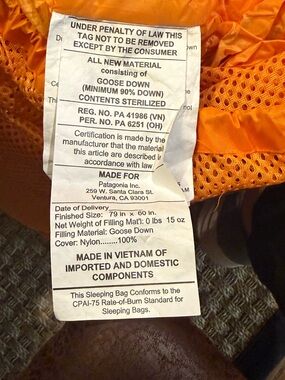 UNDER PENALTY OF LAW THIS
TAG NOT TO BE REMOVED
EXCEPT BY THE CONSUMER
ALL NEW MATERIAL
consisting of
GOOSE DOWN
(MINIMUM 90% DOWN)
CONTENTS STERILIZED
REG. NO. PA 41986 (VN)
PER. NO. PA 6251 (OH)
Certification is made by the
manufacturer that the material
this article are described in
accordance with law
MADE FOR
Patagonia Inc.
259 W. Santa Clara St.
Ventura, CA 93001
Date of Delivery
Finished Size: 79 in x 60 in.
Net Weight of Filling Mat'l: 0 lbs 15 oz
Filling Material: Goose Down
Cover: Nylon.......100%
MADE IN VIETNAM OF
IMPORTED AND DOMESTIC
COMPONENTS
This Sleeping Bag Conforms to the
CPAI-75 Rate-of-Burn Standard for
Sleeping Bags.